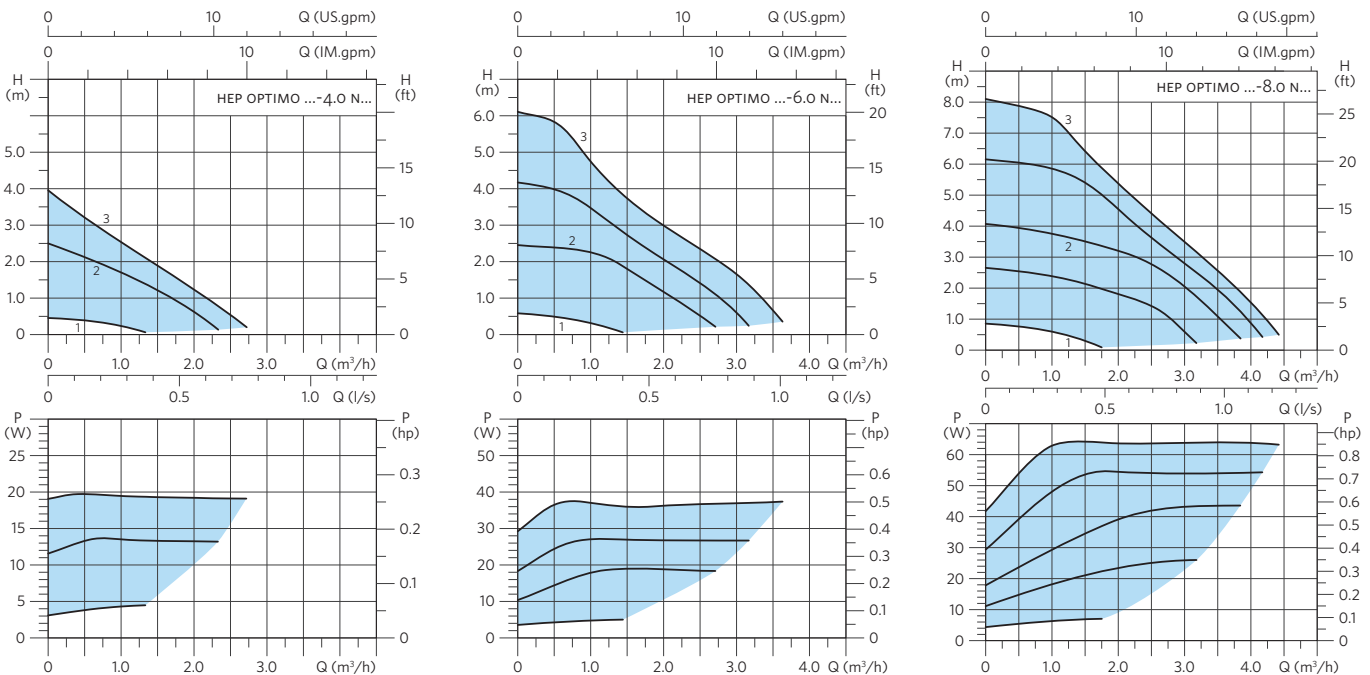 0 10 Q (US.gpm)
0 10 Q (IM.gpm)
H (m) H (ft)
HEP OPTIMO ...-4.0 N...
5.0 15
4.0
3.0 10
2.0 5
1.0
0 0
3
2
1
0 1.0 2.0 3.0 Q (m³/h)
0 0.5 1.0 Q (l/s)
P (W) P (hp)
25 0.3
20 0.2
15
10 0.1
5
0 0
0 1.0 2.0 3.0 Q (m³/h)
0 10 Q (US.gpm)
0 10 Q (IM.gpm)
H (m) H (ft)
HEP OPTIMO ...-6.0 N...
6.0 20
5.0 15
4.0
3.0 10
2.0 5
1.0
0 0
3
2
1
0 1.0 2.0 3.0 4.0 Q (m³/h)
0 0.5 1.0 Q (l/s)
P (W) P (hp)
50 0.6
40 0.5
30 0.4
20 0.3
10 0.2
0 0.1
0
0 1.0 2.0 3.0 4.0 Q (m³/h)
0 10 Q (US.gpm)
0 10 Q (IM.gpm)
H (m) H (ft)
HEP OPTIMO ...-8.0 N...
8.0 25
7.0 20
6.0
5.0 15
4.0
3.0 10
2.0 5
1.0
0 0
3
2
1
0 1.0 2.0 3.0 4.0 Q (m³/h)
0 0.5 1.0 Q (l/s)
P (W) P (hp)
60 0.8
50 0.7
40 0.6
30 0.5
20 0.4
10 0.3
0 0.2
0.1
0
0 1.0 2.0 3.0 4.0 Q (m³/h)